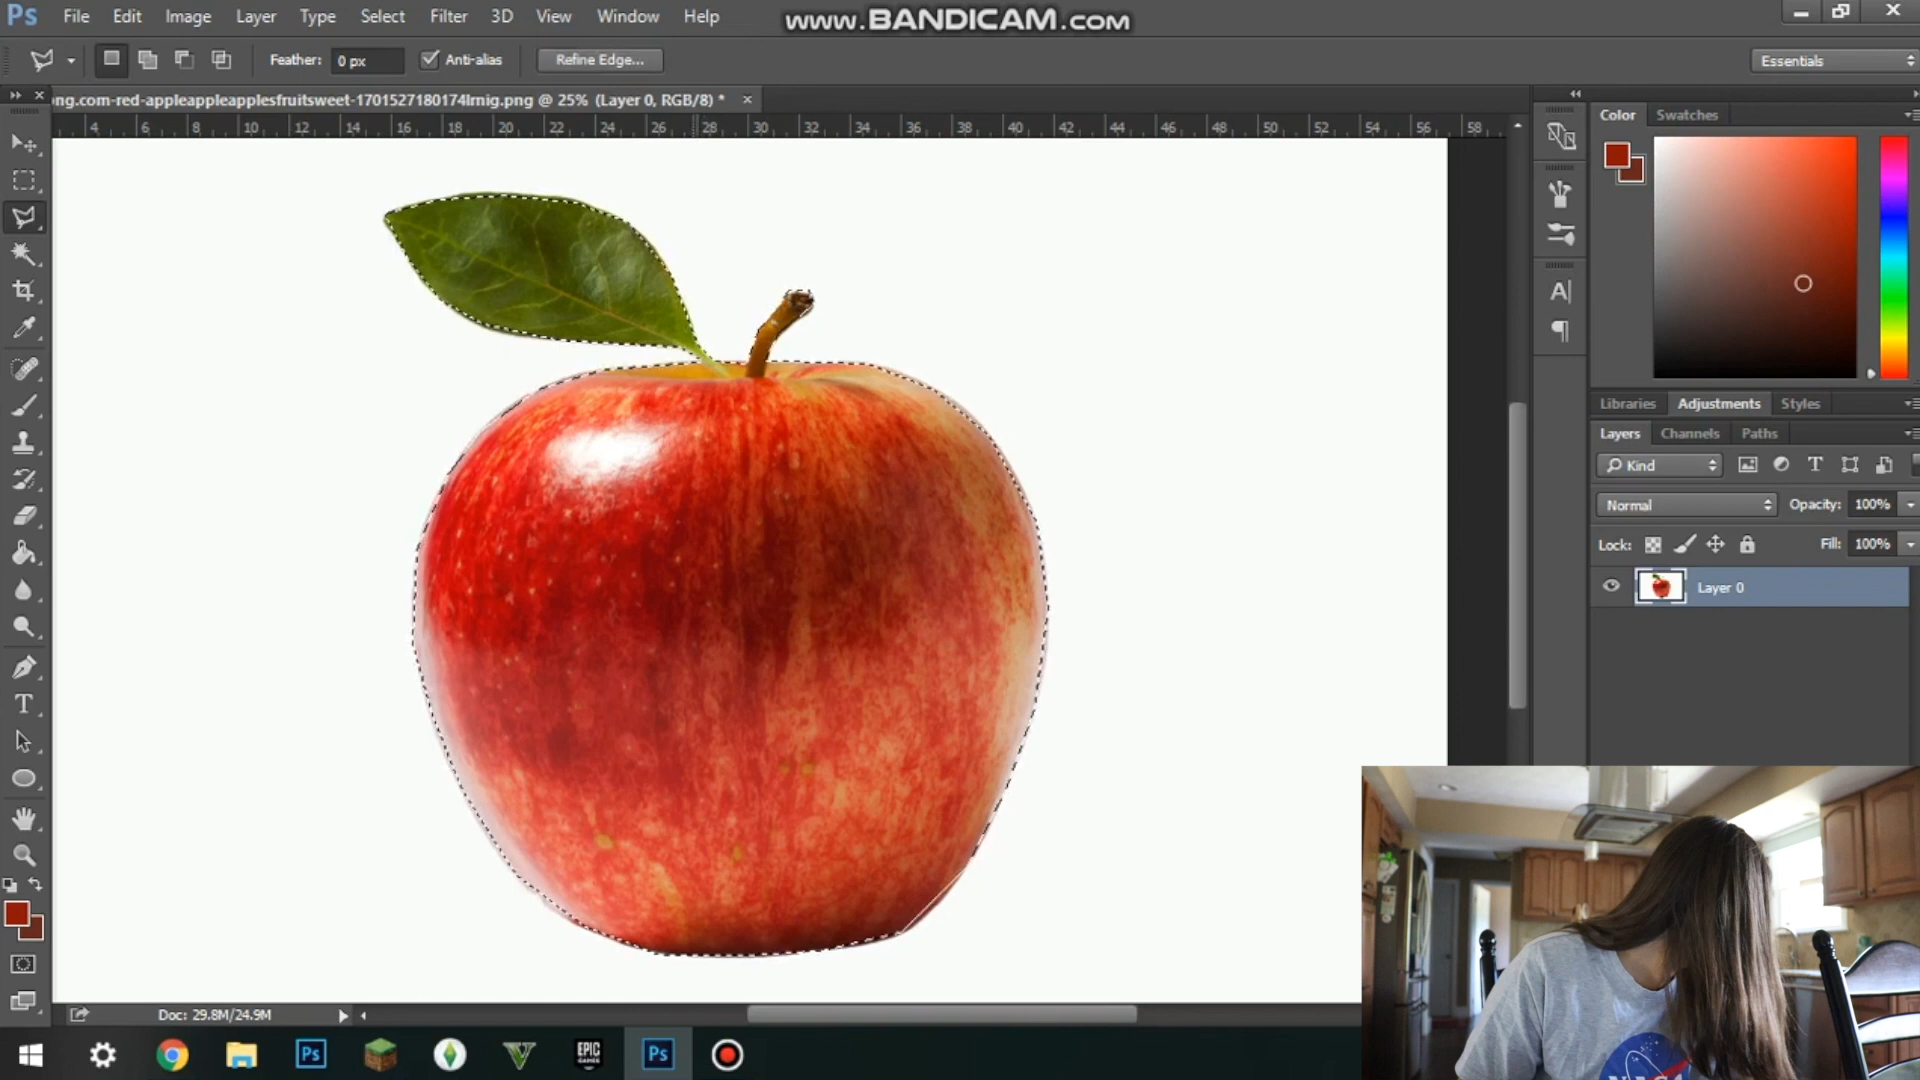 Ps File Edit Image Layer Type Select Filter 3D View Window Help
www.BANDICAM.com
Feather: 0 px Anti-alias Refine Edge... Essentials
ng.com-red-appleappleapplesfruitsweet-1701527180174lrnig.png @ 25% (Layer 0, RGB/8) *
4 6 8 10 12 14 16 18 20 22 24 26 28 30 32 34 36 38 40 42 44 46 48 50 52 54 56 58
Color Swatches
Libraries Adjustments Styles
Layers Channels Paths
Kind
Normal Opacity: 100%
Lock: Fill: 100%
Layer 0
Doc: 29.8M/24.9M
Ps EPIC GAMES Ps
NASA